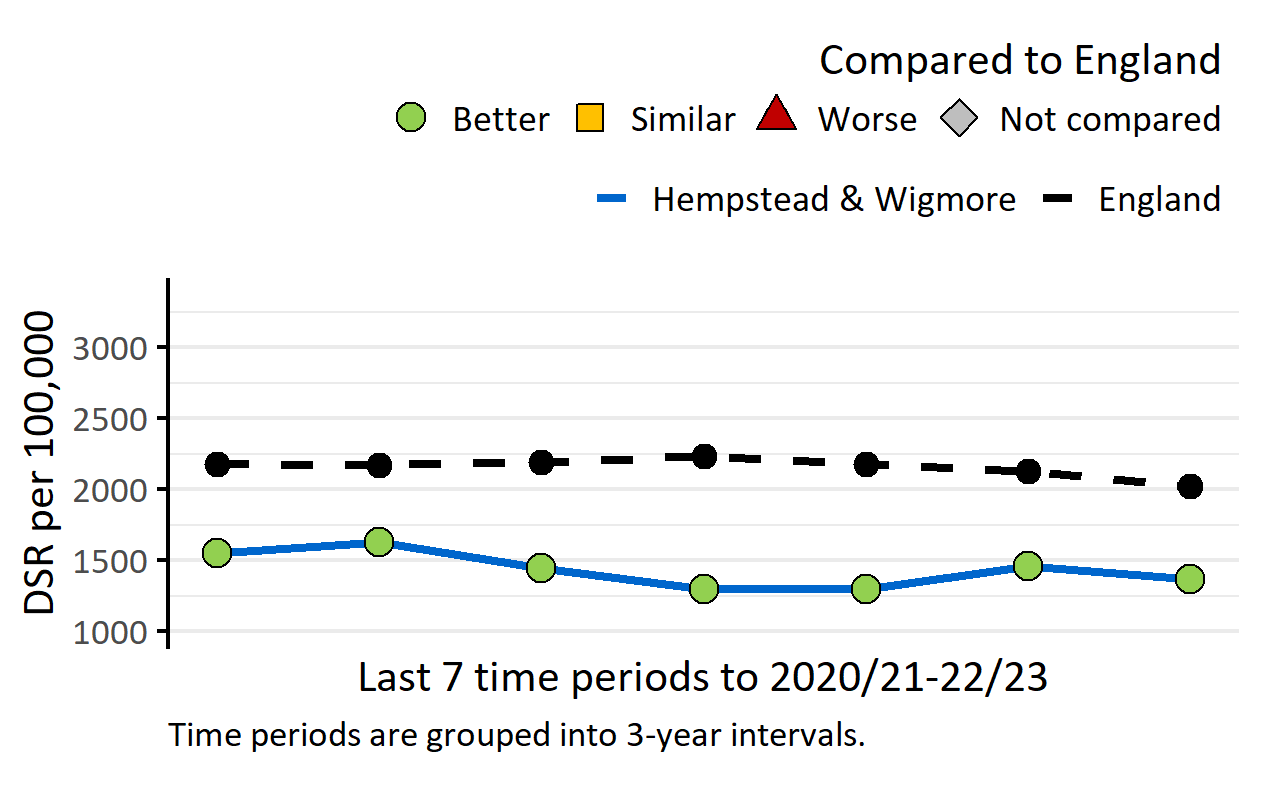 Compared to England
Better Similar Worse Not compared
Hempstead & Wigmore England
DSR per 100,000
3000
2500
2000
1500
1000
Last 7 time periods to 2020/21-22/23
Time periods are grouped into 3-year intervals.